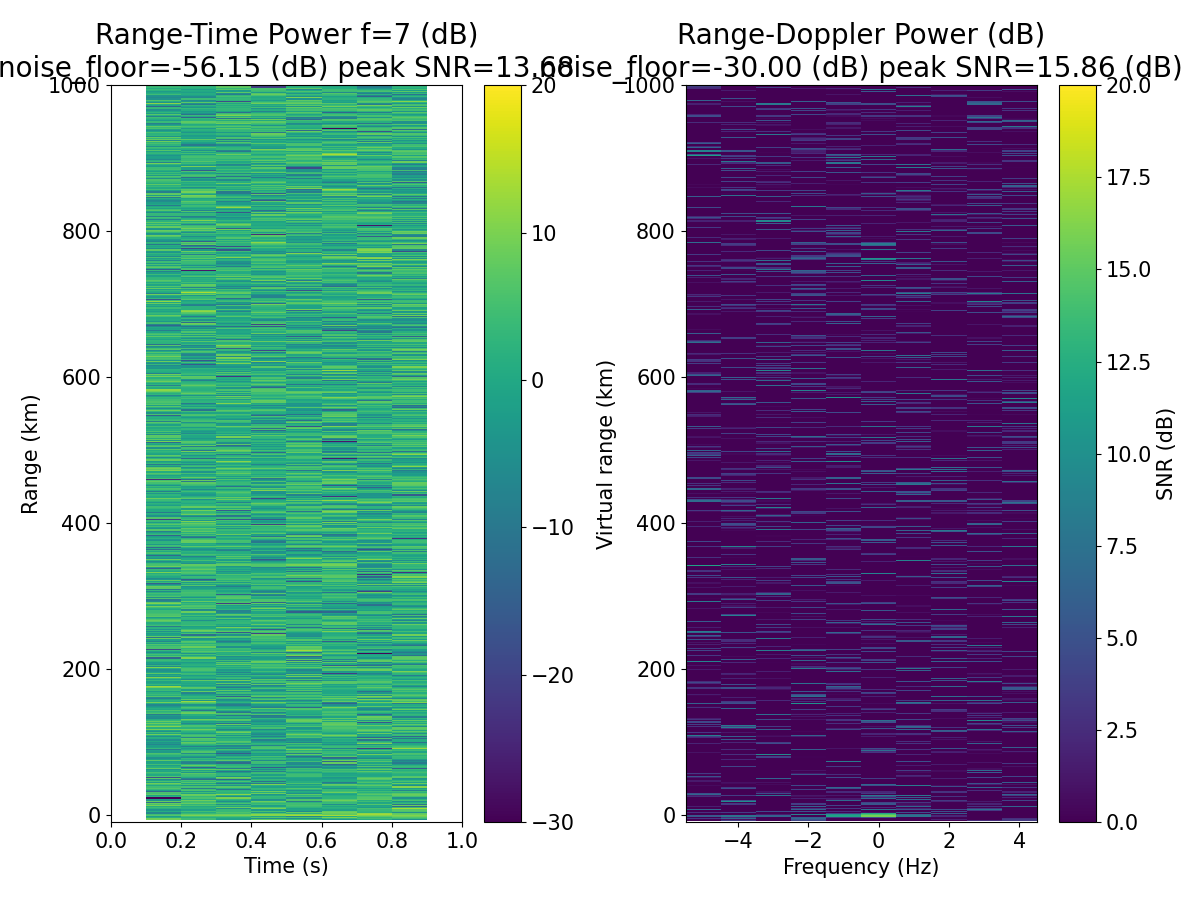 Range-Time Power f=7 (dB)
noise_floor=-56.15 (dB) peak SNR=13.68
Range-Doppler Power (dB)
noise_floor=-30.00 (dB) peak SNR=15.86 (dB)
1000
800
600
400
200
0
Range (km)
0.0 0.2 0.4 0.6 0.8 1.0
Time (s)
20
10
0
−10
−20
−30
1000
800
600
400
200
0
Virtual range (km)
−4 −2 0 2 4
Frequency (Hz)
20.0
17.5
15.0
12.5
10.0
7.5
5.0
2.5
0.0
SNR (dB)